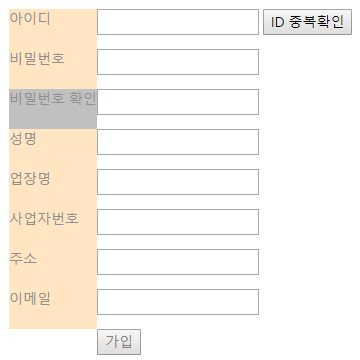 아이디 ID 중복확인
비밀번호
비밀번호 확인
성명
업장명
사업자번호
주소
이메일
가입